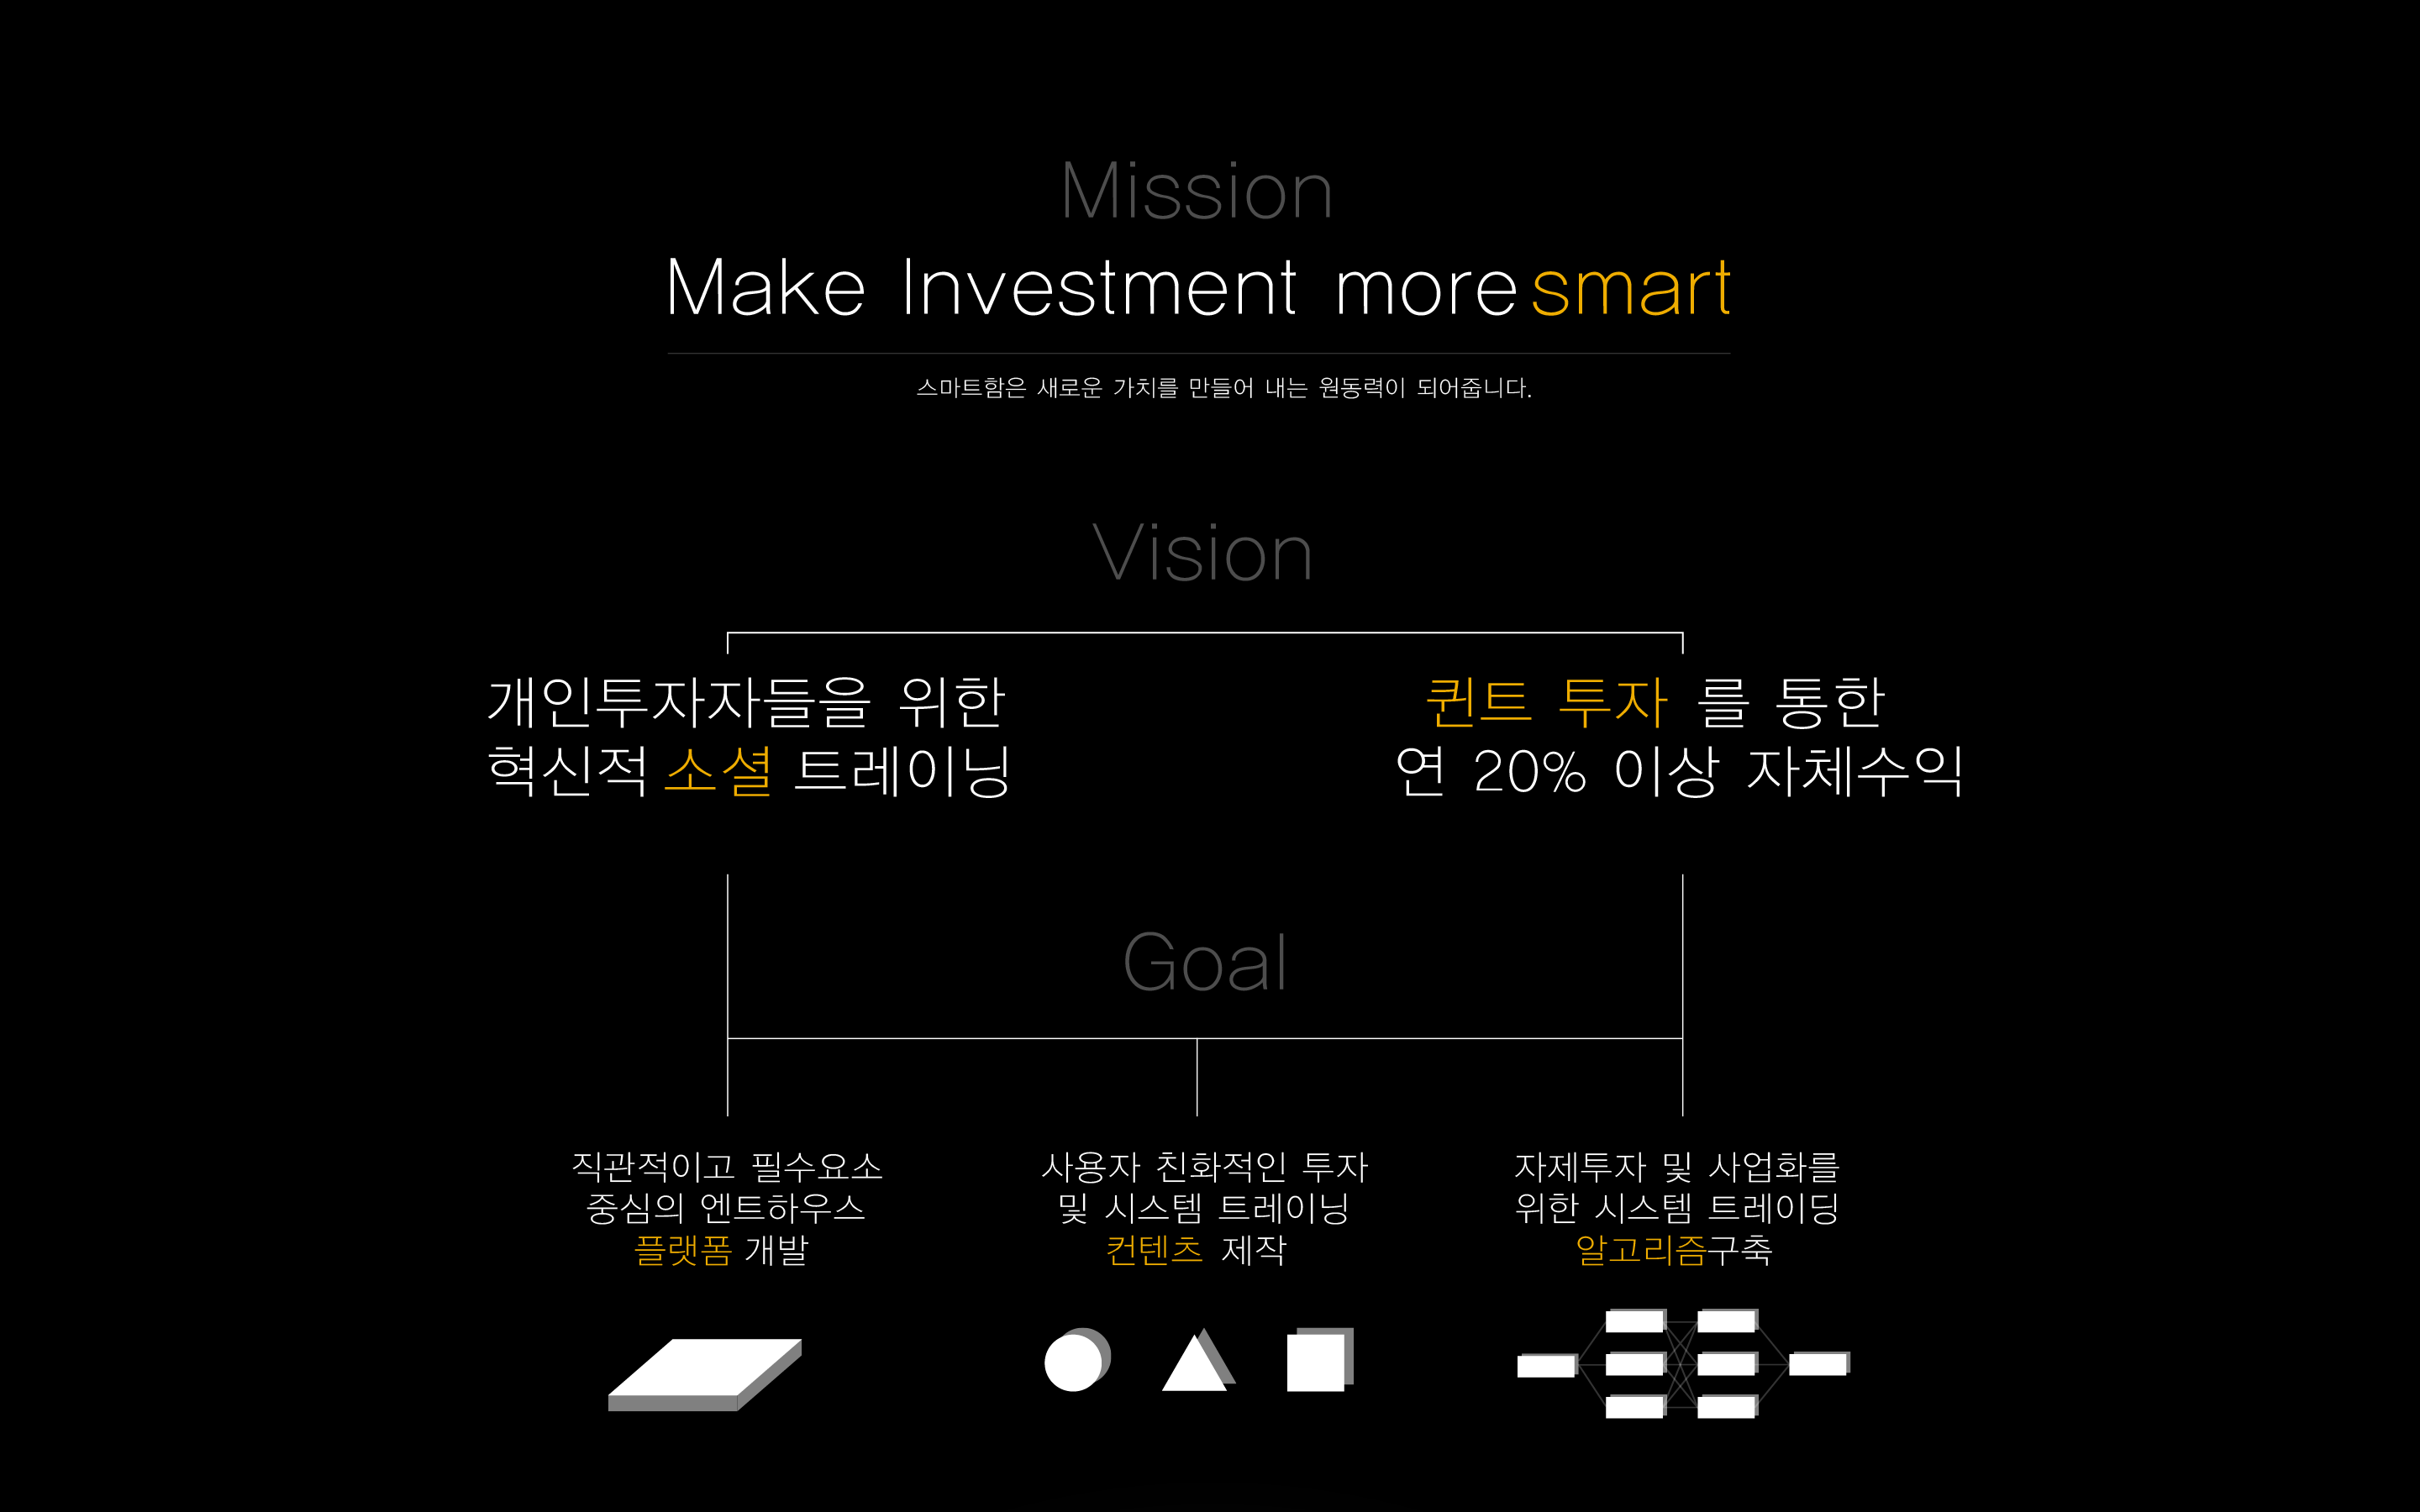 Mission
Make Investment more smart
스마트함은 새로운 가치를 만들어 내는 원동력이 되어줍니다.
Vision
개인투자자들을 위한
혁신적 소셜 트레이닝
퀀트 투자 를 통한
연 20% 이상 자체수익
Goal
직관적이고 필수요소
중심의 엔트하우스
플랫폼 개발
사용자 친화적인 투자
및 시스템 트레이닝
컨텐츠 제작
자체투자 및 사업화를
위한 시스템 트레이딩
알고리즘구축